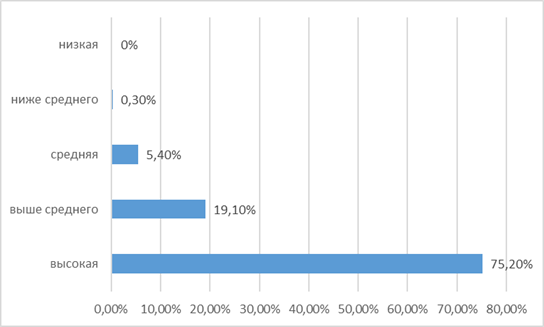 низкая 0%
ниже среднего 0,30%
средняя 5,40%
выше среднего 19,10%
высокая 75,20%
0,00% 10,00% 20,00% 30,00% 40,00% 50,00% 60,00% 70,00% 80,00%